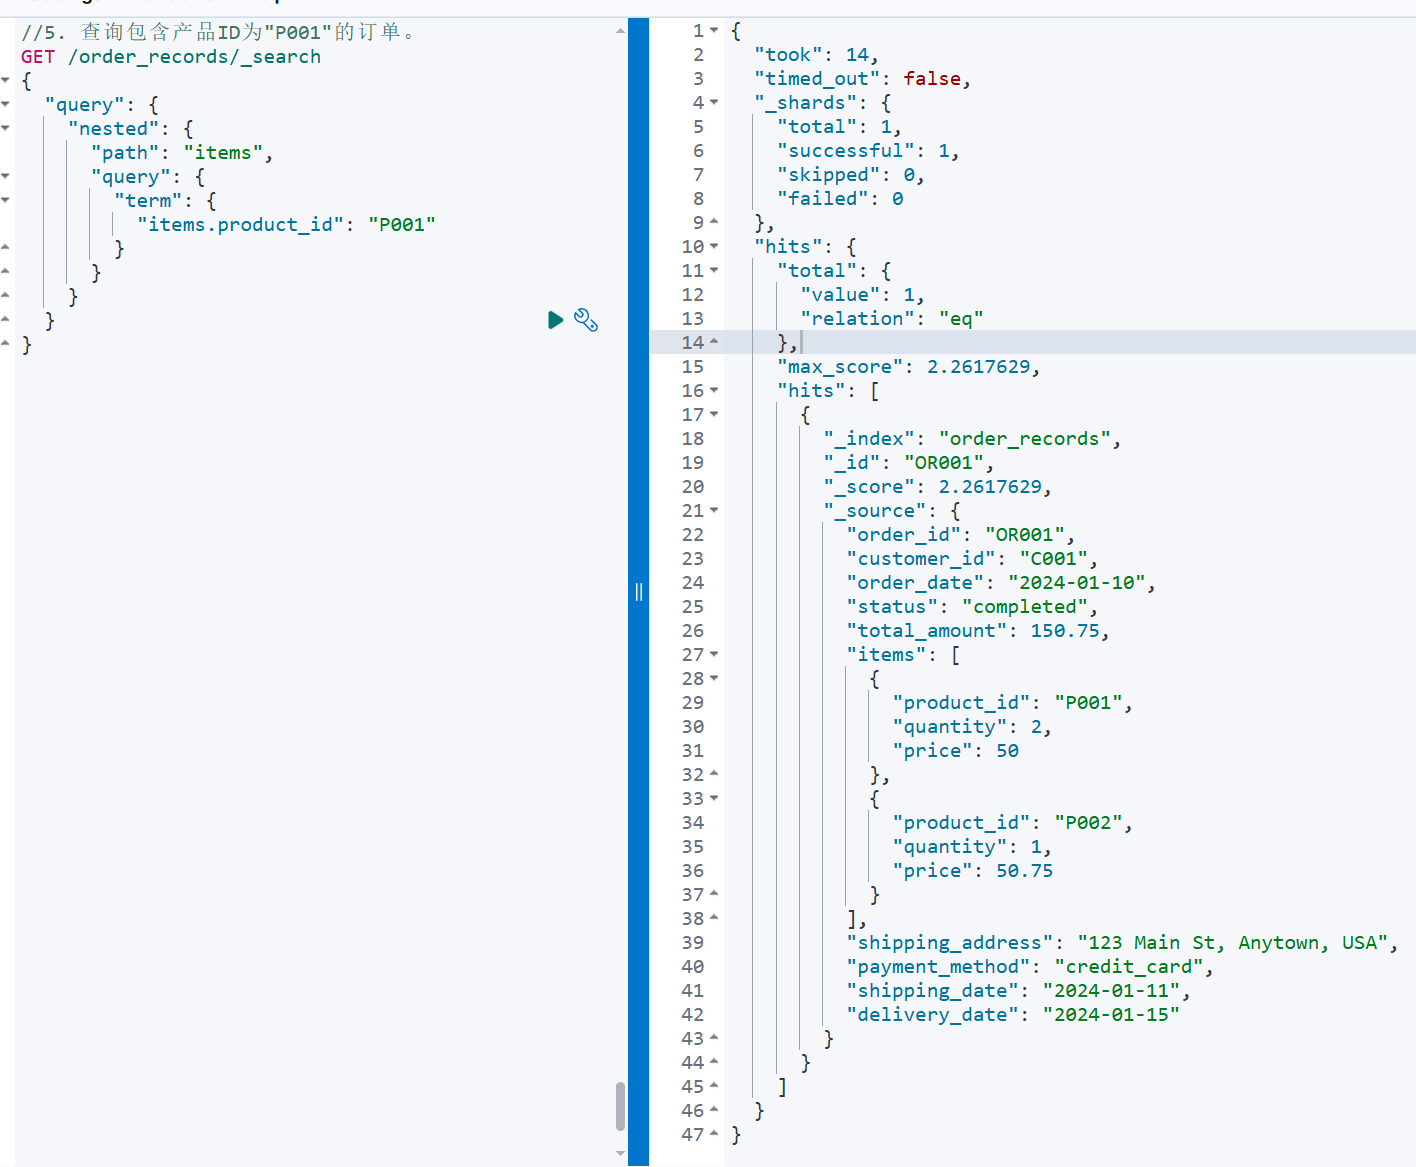 //5. 查询包含产品ID为"P001"的订单。
GET /order_records/_search
{
  "query": {
    "nested": {
      "path": "items",
      "query": {
        "term": {
          "items.product_id": "P001"
        }
      }
    }
  }
}
1 {
2   "took": 14,
3   "timed_out": false,
4   "_shards": {
5     "total": 1,
6     "successful": 1,
7     "skipped": 0,
8     "failed": 0
9   },
10   "hits": {
11     "total": {
12       "value": 1,
13       "relation": "eq"
14     },
15     "max_score": 2.2617629,
16     "hits": [
17       {
18         "_index": "order_records",
19         "_id": "OR001",
20         "_score": 2.2617629,
21         "_source": {
22           "order_id": "OR001",
23           "customer_id": "C001",
24           "order_date": "2024-01-10",
25           "status": "completed",
26           "total_amount": 150.75,
27           "items": [
28             {
29               "product_id": "P001",
30               "quantity": 2,
31               "price": 50
32             },
33             {
34               "product_id": "P002",
35               "quantity": 1,
36               "price": 50.75
37             }
38           ],
39           "shipping_address": "123 Main St, Anytown, USA",
40           "payment_method": "credit_card",
41           "shipping_date": "2024-01-11",
42           "delivery_date": "2024-01-15"
43         }
44       }
45     ]
46   }
47 }